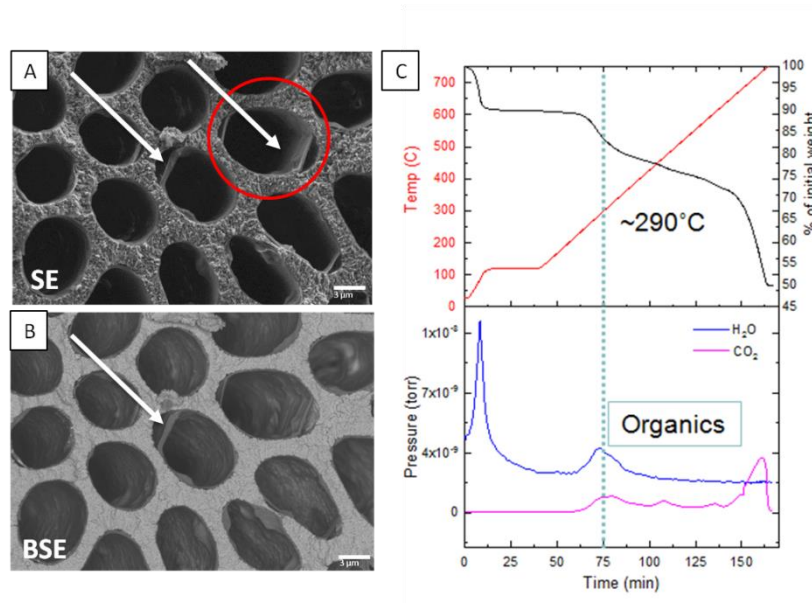 A
SE
3 µm
B
BSE
3 µm
C
Temp (C)
750
700
600
500
400
300
200
100
0
% of initial weight
100
95
90
85
80
75
70
65
60
55
50
45
~290°C
Pressure (torr)
1x10⁻⁸
7x10⁻⁹
4x10⁻⁹
0
H₂O
CO₂
Organics
0 25 50 75 100 125 150
Time (min)